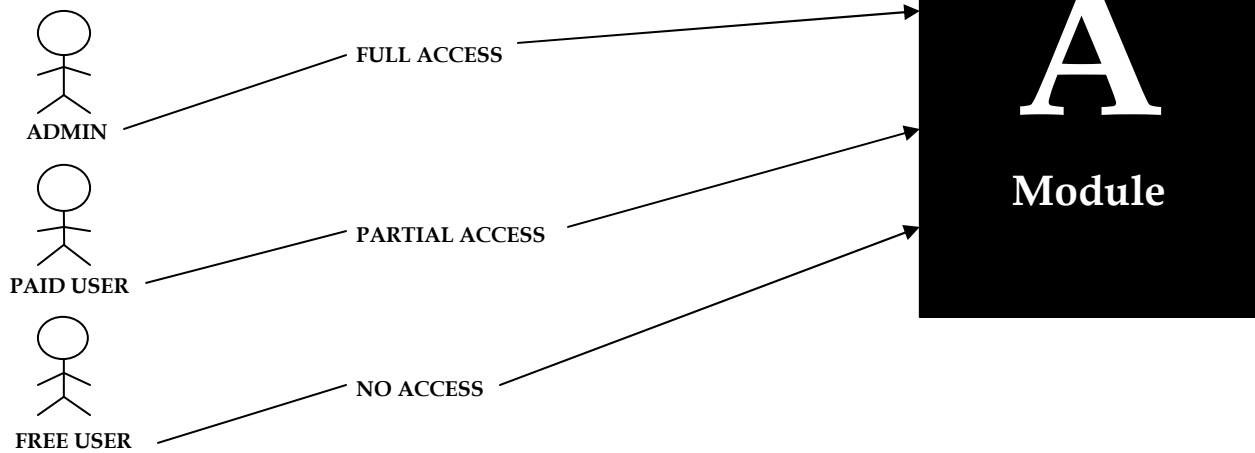 FULL ACCESS
ADMIN
A
Module
PARTIAL ACCESS
PAID USER
NO ACCESS
FREE USER